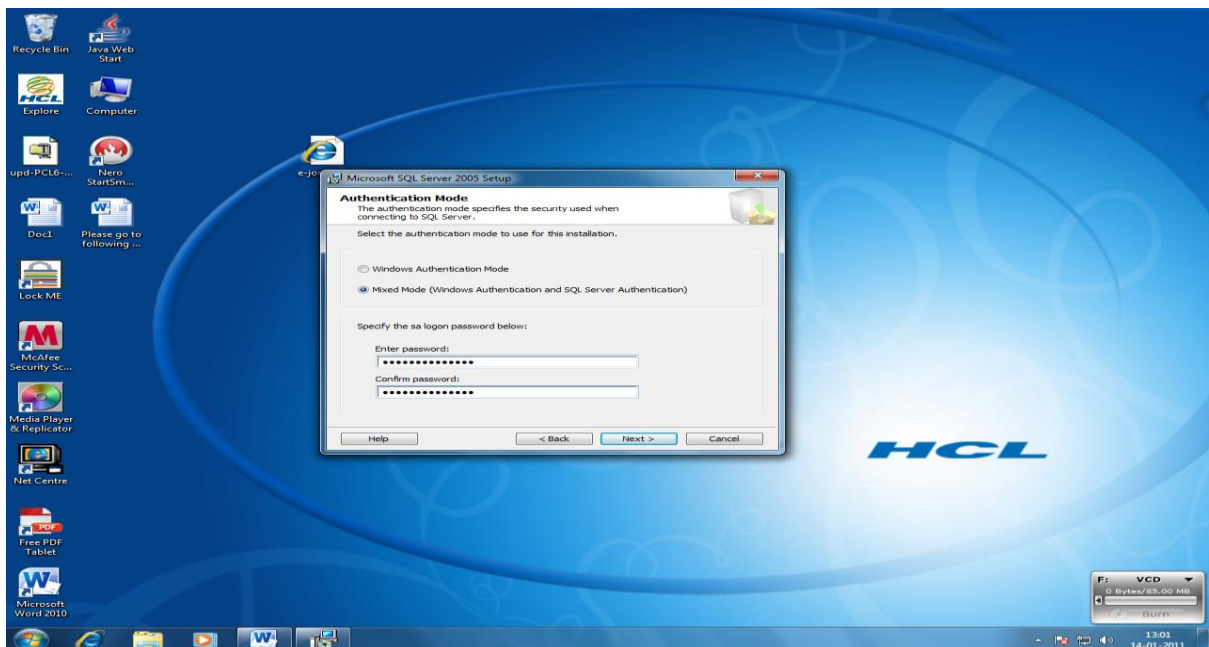 Recycle Bin
Java Web
Start
HCL
Explore
Computer
upd-PCL6-...
Nero
StartSm...
Doc1
Please go to
following ...
Lock ME
McAfee
Security Sc...
Media Player
& Replicator
Net Centre
PDF
Free PDF
Tablet
Microsoft
Word 2010
e-jo
Microsoft SQL Server 2005 Setup
Authentication Mode
The authentication mode specifies the security used when
connecting to SQL Server.
Select the authentication mode to use for this installation.
Windows Authentication Mode
Mixed Mode (Windows Authentication and SQL Server Authentication)
Specify the sa logon password below:
Enter password:
••••••••••••••
Confirm password:
••••••••••••••
Help
< Back
Next >
Cancel
HCL
F: VCD
0 Bytes/85.00 MB
Burn
13:01
14-01-2011